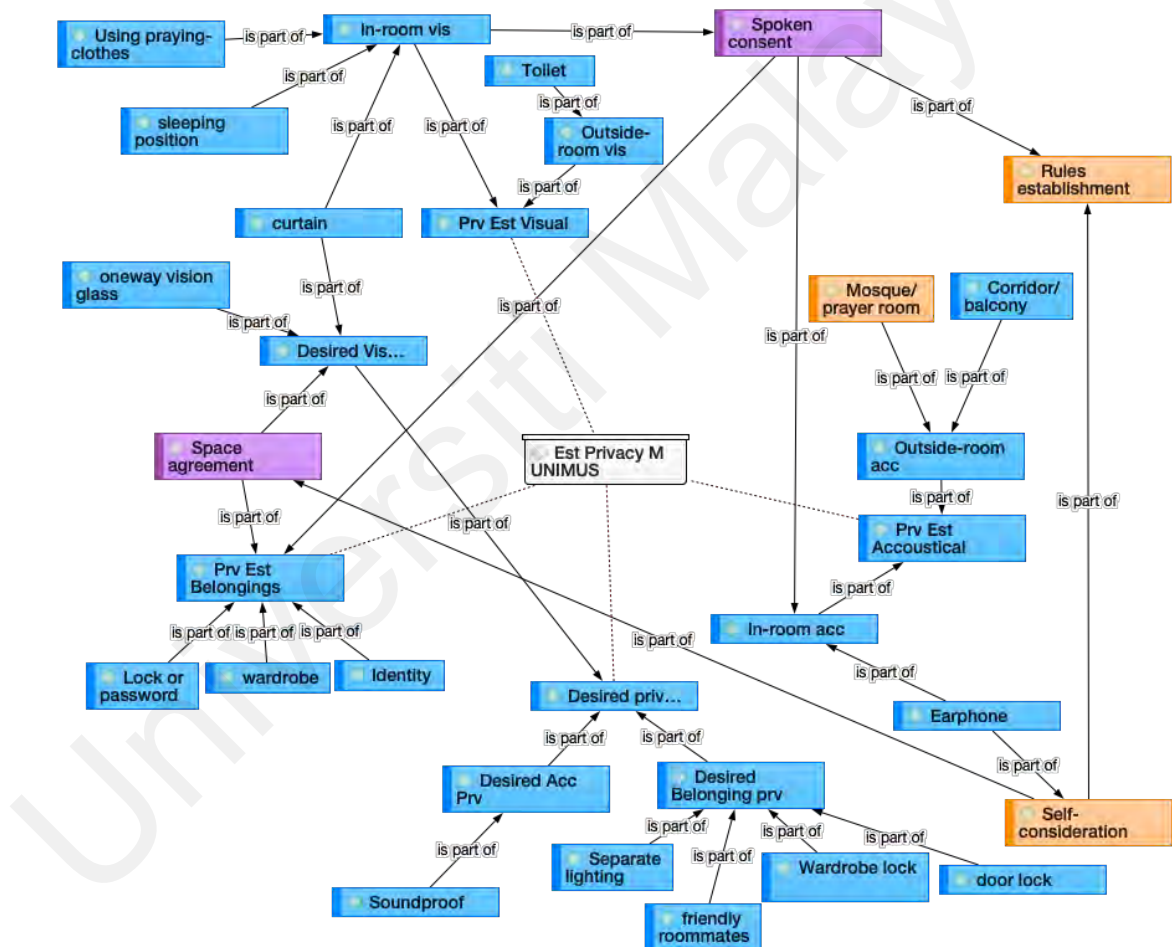 Using praying-
clothes
is part of
In-room vis
is part of
Spoken
consent
is part of
sleeping
position
is part of
is part of
Toilet
is part of
Outside-
room vis
is part of
is part of
Rules
establishment
curtain
Prv Est Visual
oneway vision
glass
is part of
is part of
Desired Vis...
is part of
is part of
Mosque/
prayer room
Corridor/
balcony
is part of
is part of
is part of
is part of
Space
agreement
Est Privacy M
UNIMUS
Outside-room
acc
is part of
is part of
is part of
is part of
Prv Est
Accoustical
Prv Est
Belongings
is part of
is part of
is part of
is part of
In-room acc
Lock or
password
wardrobe
Identity
is part of
Desired priv...
Earphone
is part of
is part of
is part of
Desired Acc
Prv
Desired
Belonging prv
Self-
consideration
is part of
is part of
is part of
is part of
is part of
Separate
lighting
Wardrobe lock
door lock
Soundproof
friendly
roommates
Universiti Malay